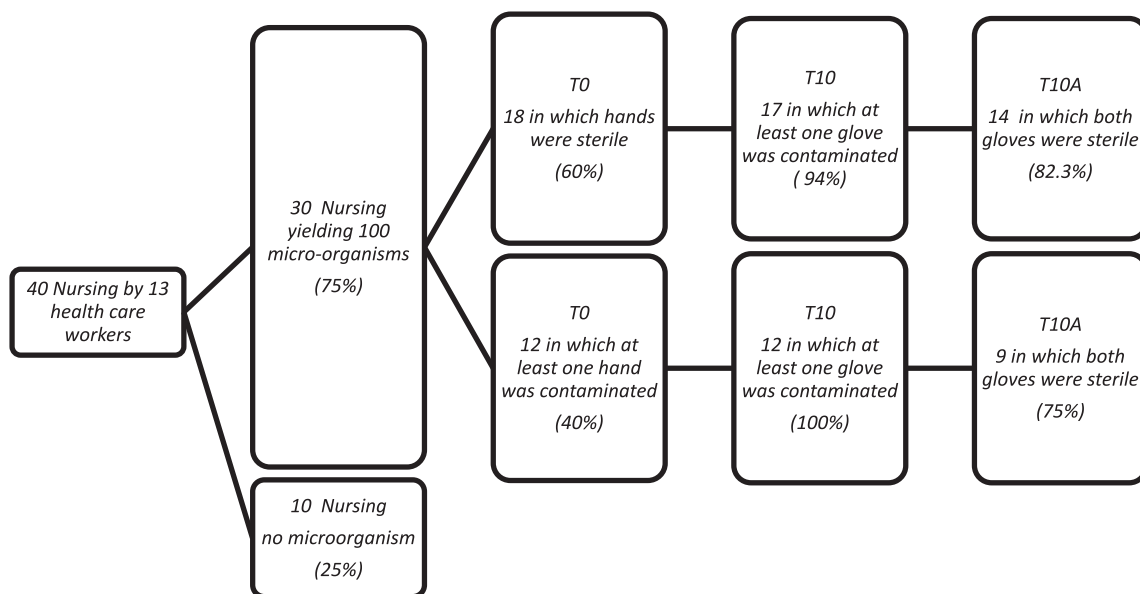 40 Nursing by 13
health care
workers
30 Nursing
yielding 100
micro-organisms
(75%)
10 Nursing
no microorganism
(25%)
T0
18 in which hands
were sterile
(60%)
T10
17 in which at
least one glove
was contaminated
( 94%)
T10A
14 in which both
gloves were sterile
(82.3%)
T0
12 in which at
least one hand
was contaminated
(40%)
T10
12 in which at
least one glove
was contaminated
(100%)
T10A
9 in which both
gloves were sterile
(75%)